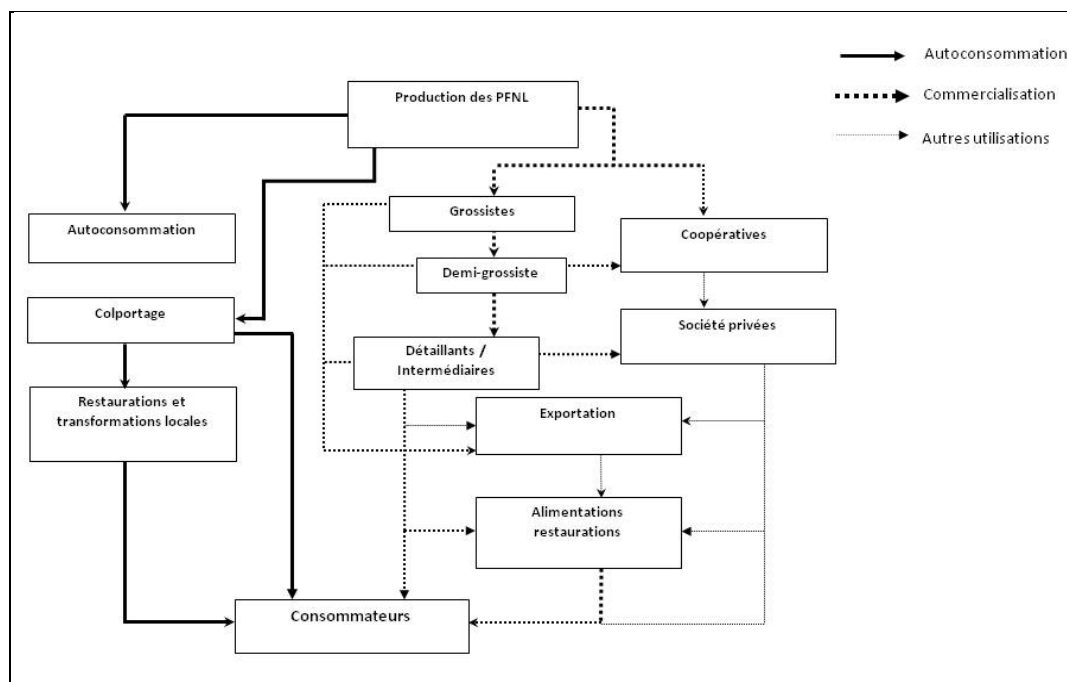 Autoconsommation
Production des PFNL
Commercialisation
Autres utilisations
Grossistes
Autoconsommation
Coopératives
Demi-grossiste
Colportage
Société privées
Détaillants /
Intermédiaires
Restaurations et
transformations locales
Exportation
Alimentations
restaurations
Consommateurs